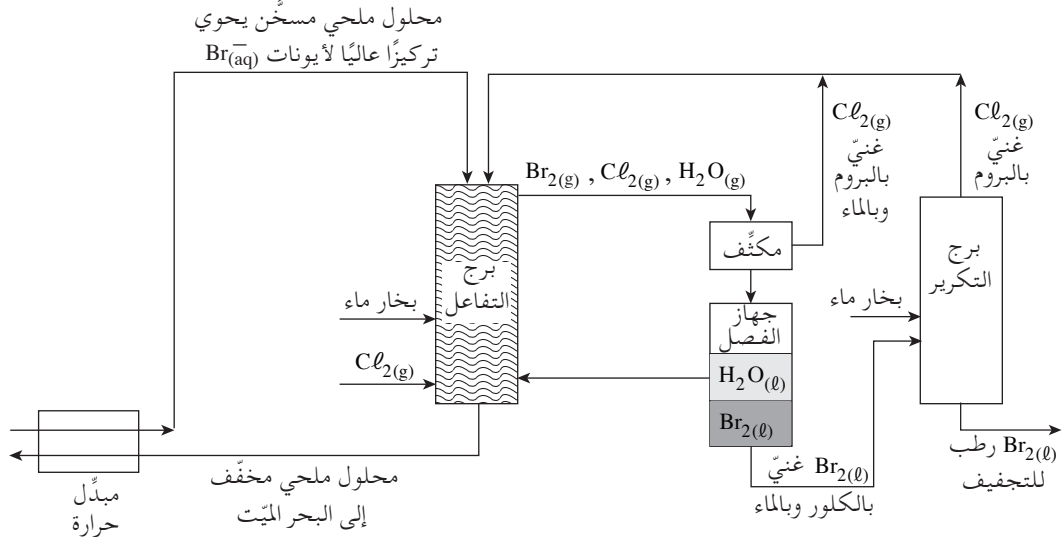 محلول ملحي مسخَّن يحوي
تركيزًا عاليًا لأيونات Br⁻(aq)
Br2(g) , Cℓ2(g) , H2O(g)
Cℓ2(g)
غنيّ
بالبروم
وبالماء
Cℓ2(g)
غنيّ
بالبروم
مكثِّف
برج
التفاعل
برج
التكرير
بخار ماء
بخار ماء
جهاز
الفصل
Cℓ2(g)
H2O(ℓ)
Br2(ℓ)
Br2(ℓ) غنيّ
بالكلور وبالماء
Br2(ℓ) رطب
للتجفيف
محلول ملحي مخفّف
إلى البحر الميّت
مبدِّل
حرارة